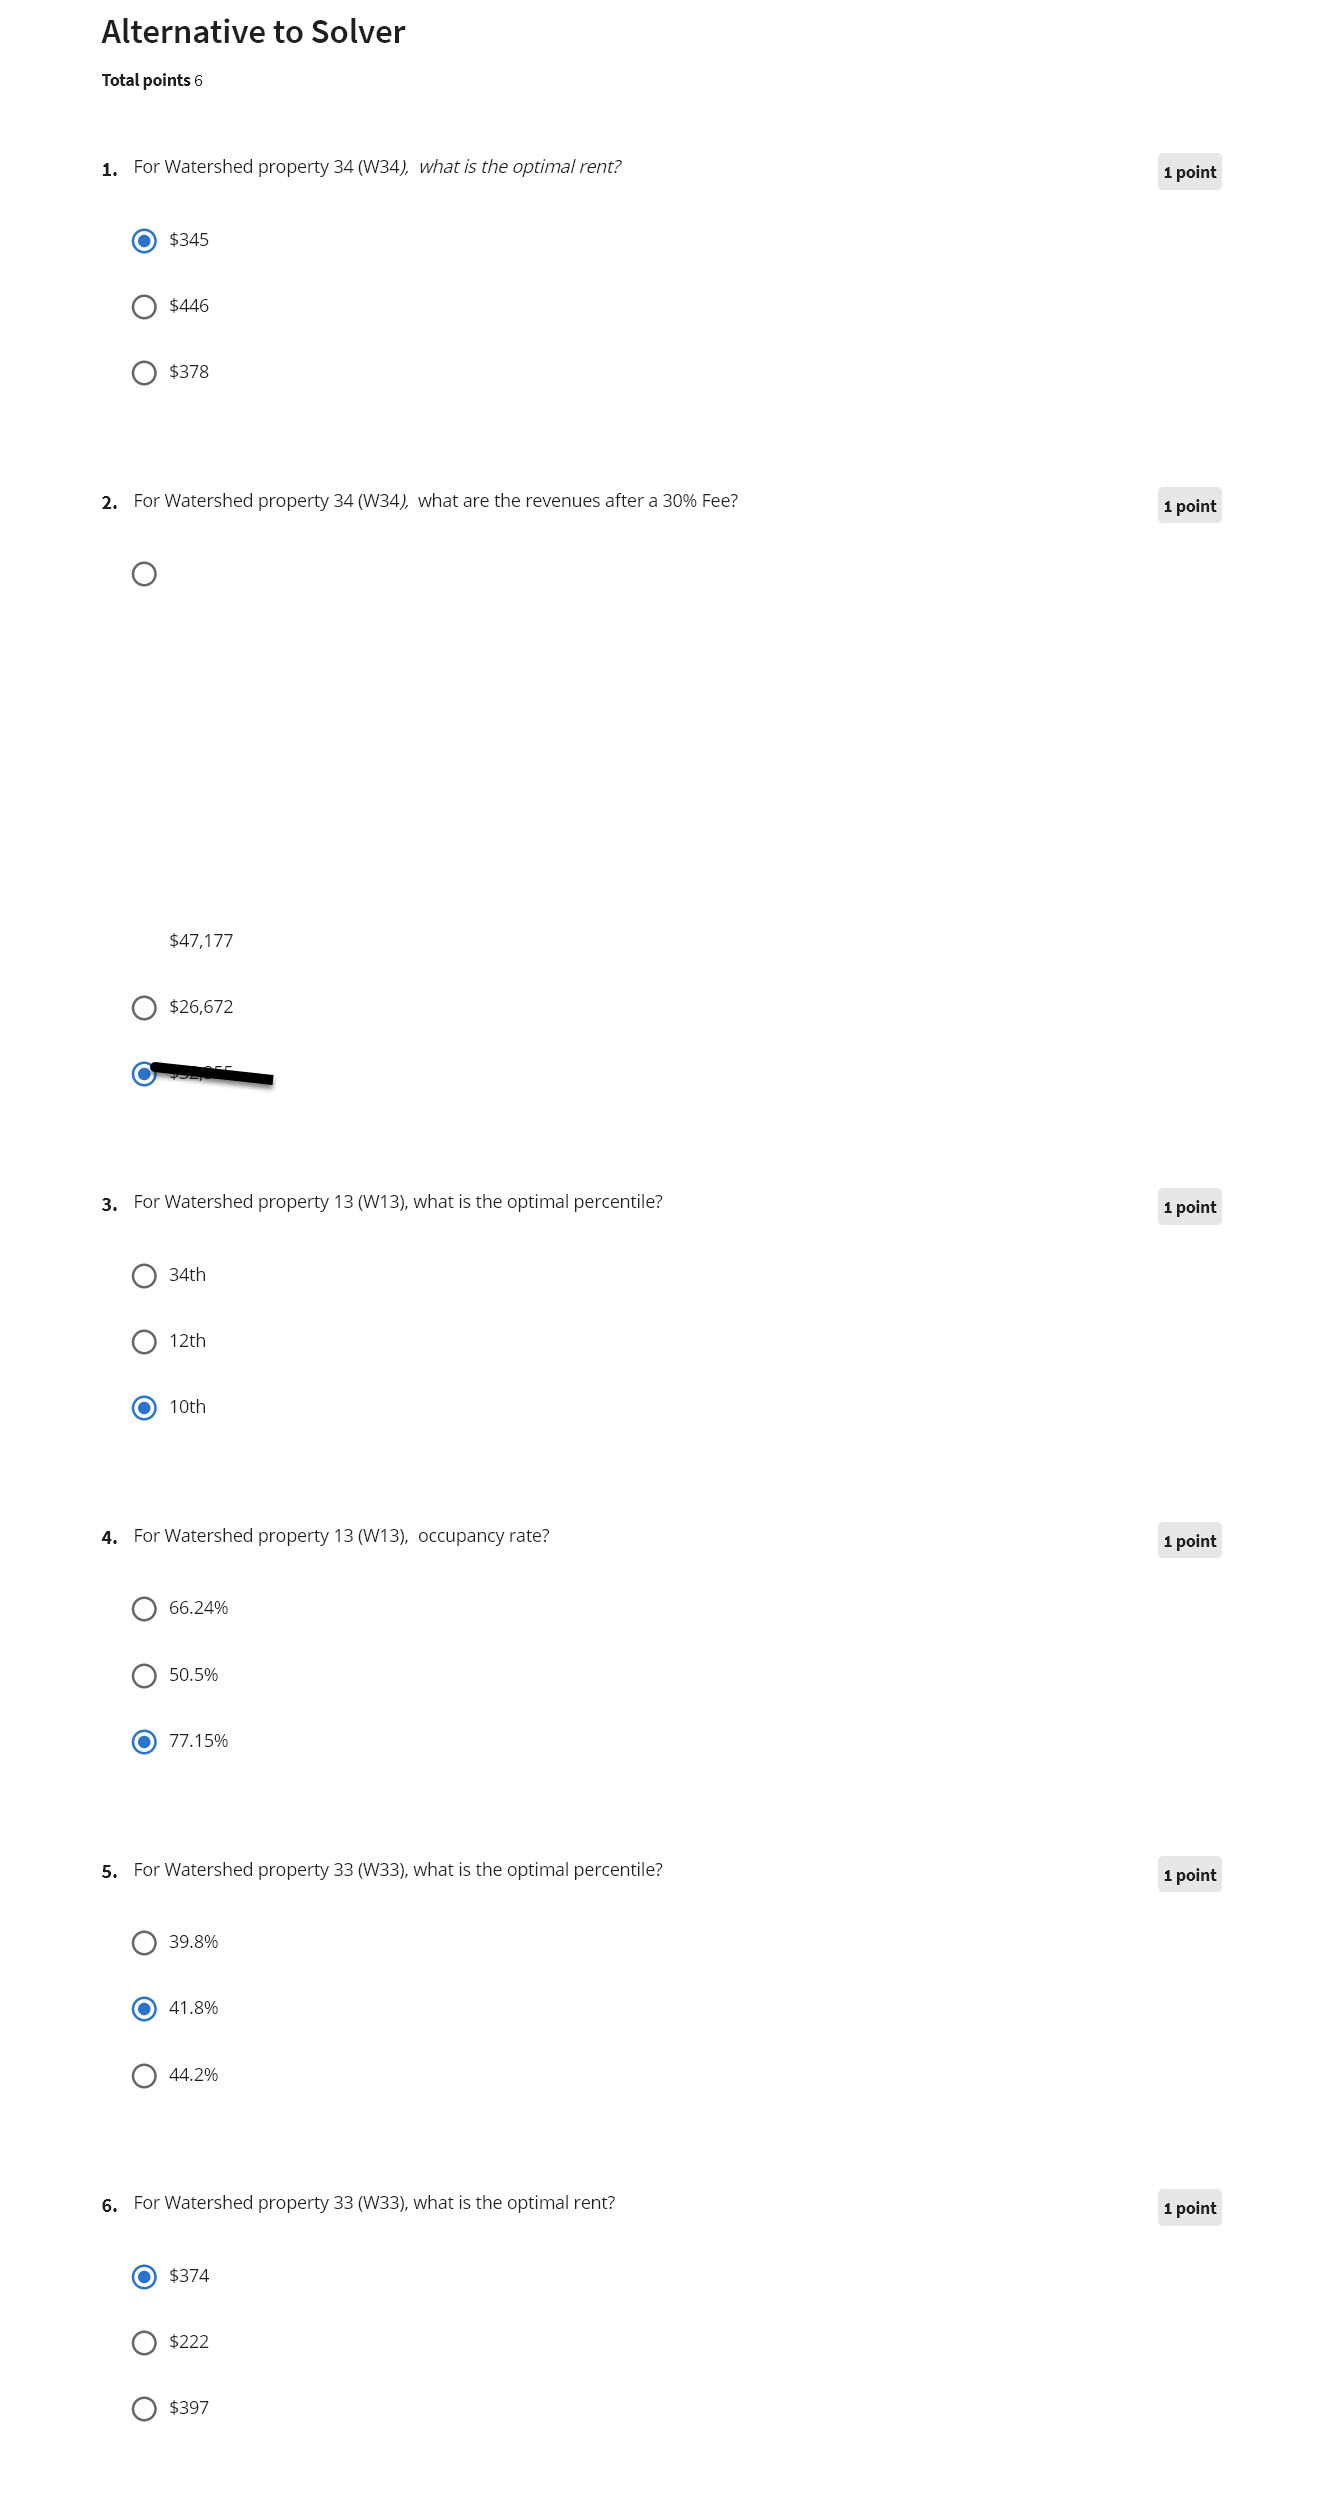 Alternative to Solver
Total points 6
1. For Watershed property 34 (W34), what is the optimal rent?
1 point
$345
$446
$378
2. For Watershed property 34 (W34), what are the revenues after a 30% Fee?
1 point
$47,177
$26,672
3. For Watershed property 13 (W13), what is the optimal percentile?
1 point
34th
12th
10th
4. For Watershed property 13 (W13), occupancy rate?
1 point
66.24%
50.5%
77.15%
5. For Watershed property 33 (W33), what is the optimal percentile?
1 point
39.8%
41.8%
44.2%
6. For Watershed property 33 (W33), what is the optimal rent?
1 point
$374
$222
$397